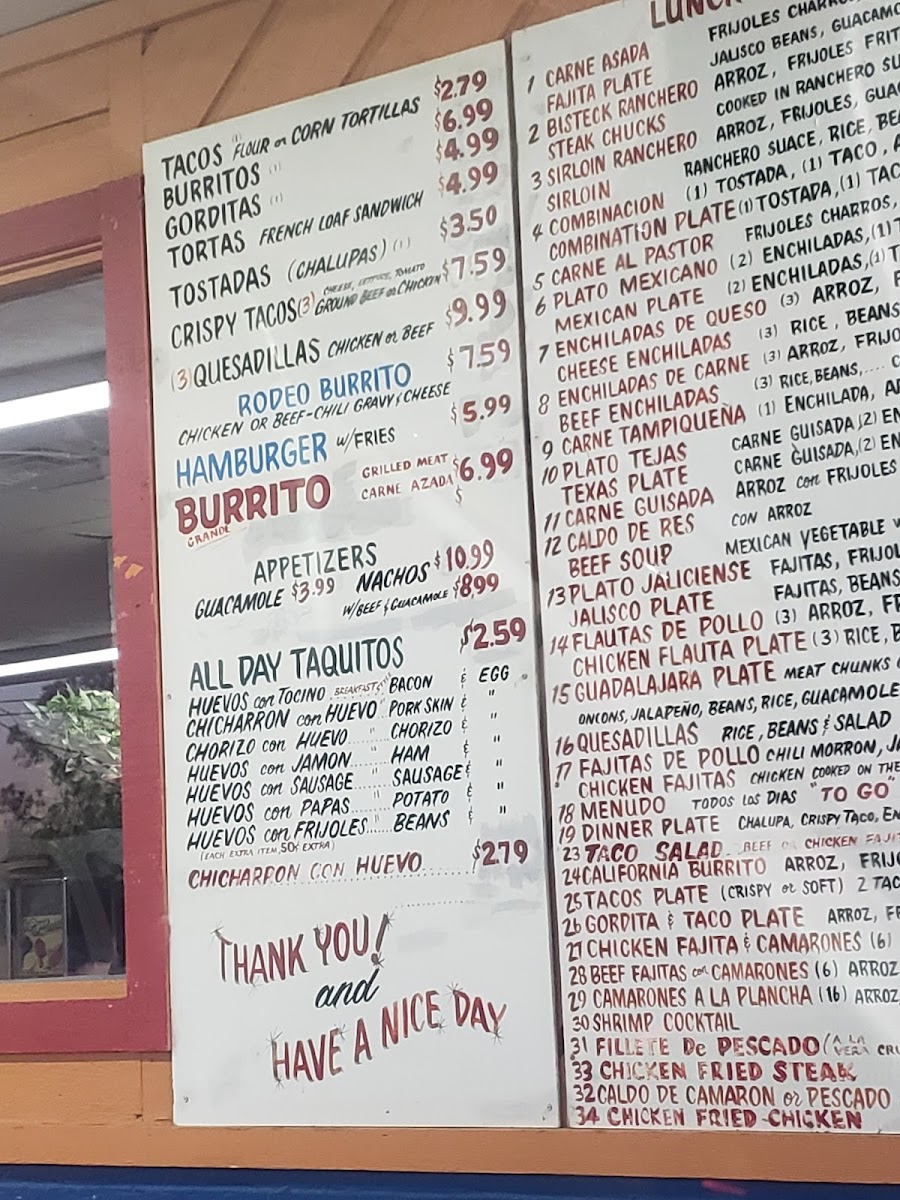 TACOS (1) FLOUR or CORN TORTILLAS $2.79
BURRITOS (1) $6.99
GORDITAS (1) $4.99
TORTAS FRENCH LOAF SANDWICH $4.99
TOSTADAS (CHALUPAS) (1) $3.50
CRISPY TACOS (3) CHEESE, LETTUCE, TOMATO GROUND BEEF or CHICKEN $7.59
(3) QUESADILLAS CHICKEN or BEEF $9.99
RODEO BURRITO $7.59
CHICKEN OR BEEF-CHILI GRAVY & CHEESE
HAMBURGER W/FRIES $5.99
BURRITO GRILLED MEAT $6.99
GRANDE CARNE AZADA $
APPETIZERS
GUACAMOLE $3.99 NACHOS $10.99
W/BEEF & GUACAMOLE $8.99
ALL DAY TAQUITOS $2.59
HUEVOS con TOCINO BREAKFAST BACON & EGG
CHICHARRON con HUEVO " PORK SKIN & "
CHORIZO con HUEVO...... " CHORIZO & "
HUEVOS con JAMON...... " HAM & "
HUEVOS con SAUSAGE... " SAUSAGE & "
HUEVOS con PAPAS...... " POTATO & "
HUEVOS con FRIJOLES...... BEANS & "
(EACH EXTRA ITEM, 50¢ EXTRA)
CHICHARRON CON HUEVO $2.79
THANK YOU!
and
HAVE A NICE DAY
LUNCH
FRIJOLES
1 CARNE ASADA JALISCO BEANS,
FAJITA PLATE ARROZ, FRIJOLES
2 BISTECK RANCHERO COOKED IN RANCHERO
STEAK CHUCKS ARROZ, FRIJOLES,
3 SIRLOIN RANCHERO RANCHERO SUACE, RICE,
SIRLOIN (1) TOSTADA, (1) TACO,
4 COMBINACION (1) TOSTADA, (1)
COMBINATION PLATE FRIJOLES CHARROS,
5 CARNE AL PASTOR (2) ENCHILADAS, (1)
6 PLATO MEXICANO (2) ENCHILADAS, (1)
MEXICAN PLATE (3) ARROZ,
7 ENCHILADAS DE QUESO (3) RICE, BEANS
CHEESE ENCHILADAS (3) ARROZ,
8 ENCHILADAS DE CARNE (3) RICE, BEANS,....
BEEF ENCHILADAS (1) ENCHILADA,
9 CARNE TAMPIQUEÑA CARNE GUISADA, (2)
10 PLATO TEJAS CARNE GUISADA, (2)
TEXAS PLATE ARROZ con FRIJOLES
11 CARNE GUISADA CON ARROZ
12 CALDO DE RES MEXICAN VEGETABLE
BEEF SOUP FAJITAS,
13 PLATO JALICIENSE FAJITAS, BEANS
JALISCO PLATE (3) ARROZ,
14 FLAUTAS DE POLLO (3) RICE,
CHICKEN FLAUTA PLATE
15 GUADALAJARA PLATE MEAT CHUNKS
ONCONS, JALAPEÑO, BEANS, RICE, GUACAMOLE
16 QUESADILLAS RICE, BEANS & SALAD
17 FAJITAS DE POLLO CHILI MORRON,
CHICKEN FAJITAS CHICKEN COOKED ON THE
18 MENUDO TODOS LOS DIAS "TO GO"
19 DINNER PLATE CHALUPA, CRISPY TACO,
23 TACO SALAD BEEF OR CHICKEN
24 CALIFORNIA BURRITO ARROZ,
25 TACOS PLATE (CRISPY or SOFT) 2
26 GORDITA & TACO PLATE ARROZ,
27 CHICKEN FAJITA & CAMARONES (6)
28 BEEF FAJITAS con CAMARONES (6) ARROZ
29 CAMARONES A LA PLANCHA (16) ARROZ,
30 SHRIMP COCKTAIL
31 FILLETE De PESCADO (A LA VERA
33 CHICKEN FRIED STEAK
32 CALDO DE CAMARON or PESCADO
34 CHICKEN FRIED CHICKEN